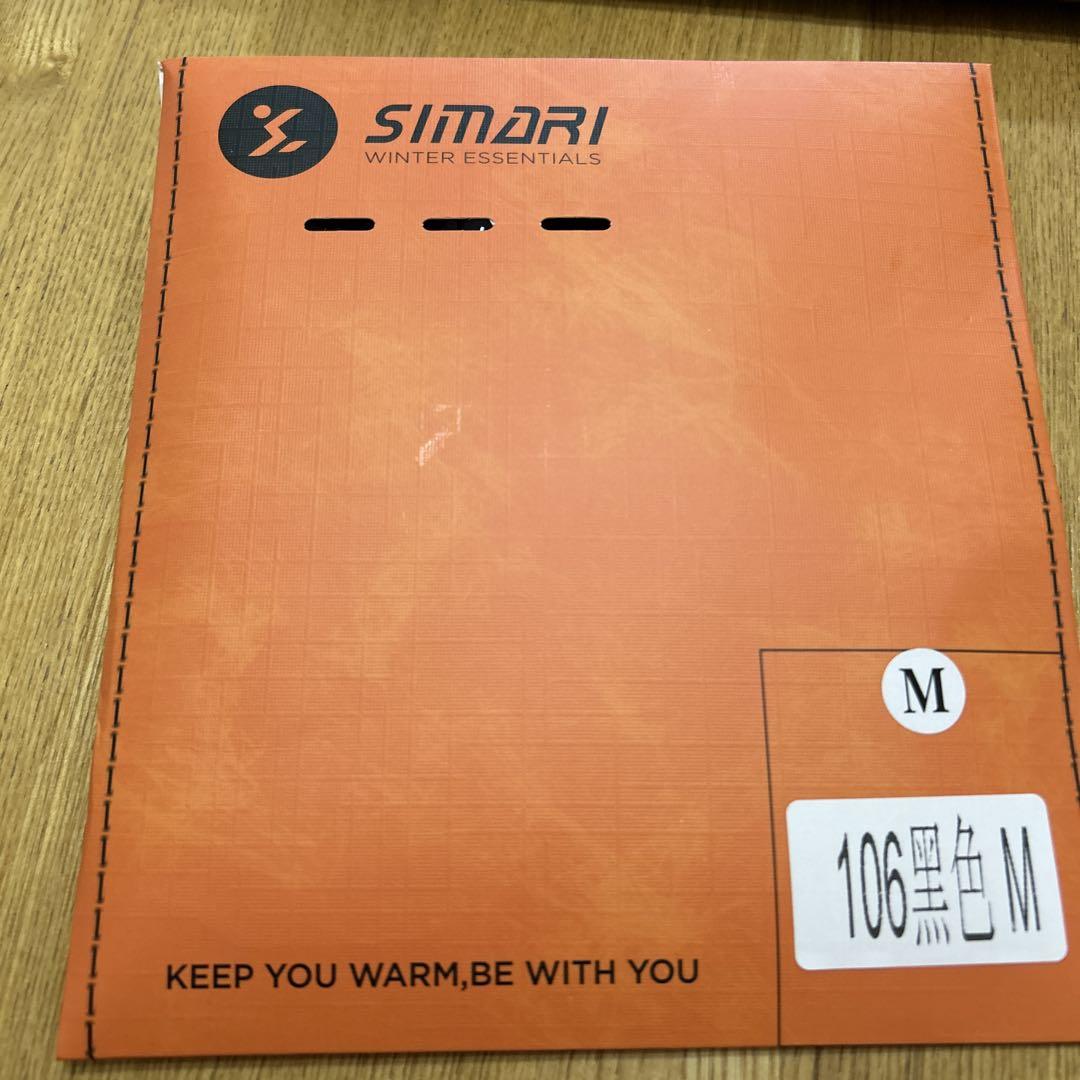 SIMARI
WINTER ESSENTIALS
M
106黑色 M
KEEP YOU WARM,BE WITH YOU